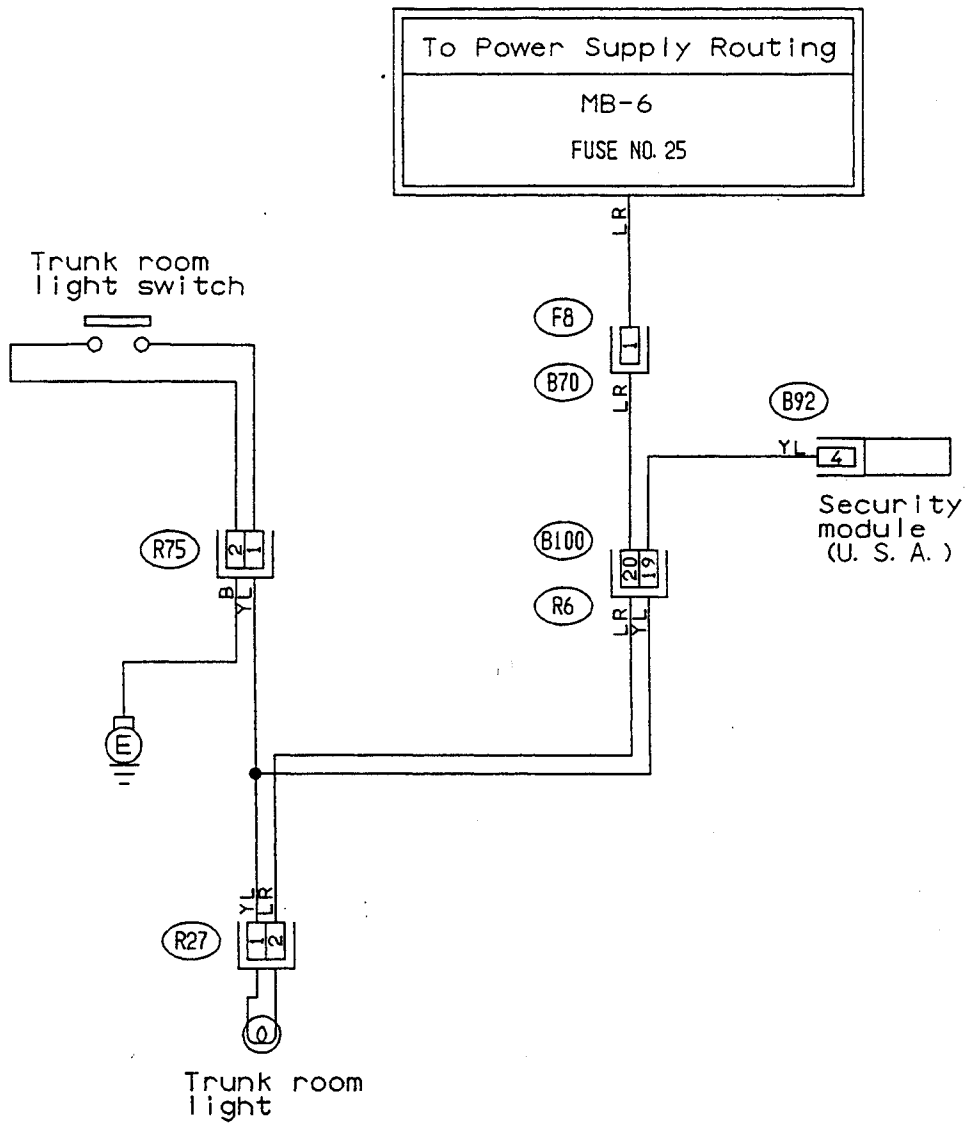 To Power Supply Routing
MB-6
FUSE NO. 25
LR
Trunk room
light switch
F8
1
B70
LR
B92
YL
4
Security
module
(U. S. A. )
R75
2
1
B100
20
19
B
YL
R6
LR
YL
E
YL
LR
R27
1
2
Trunk room
light